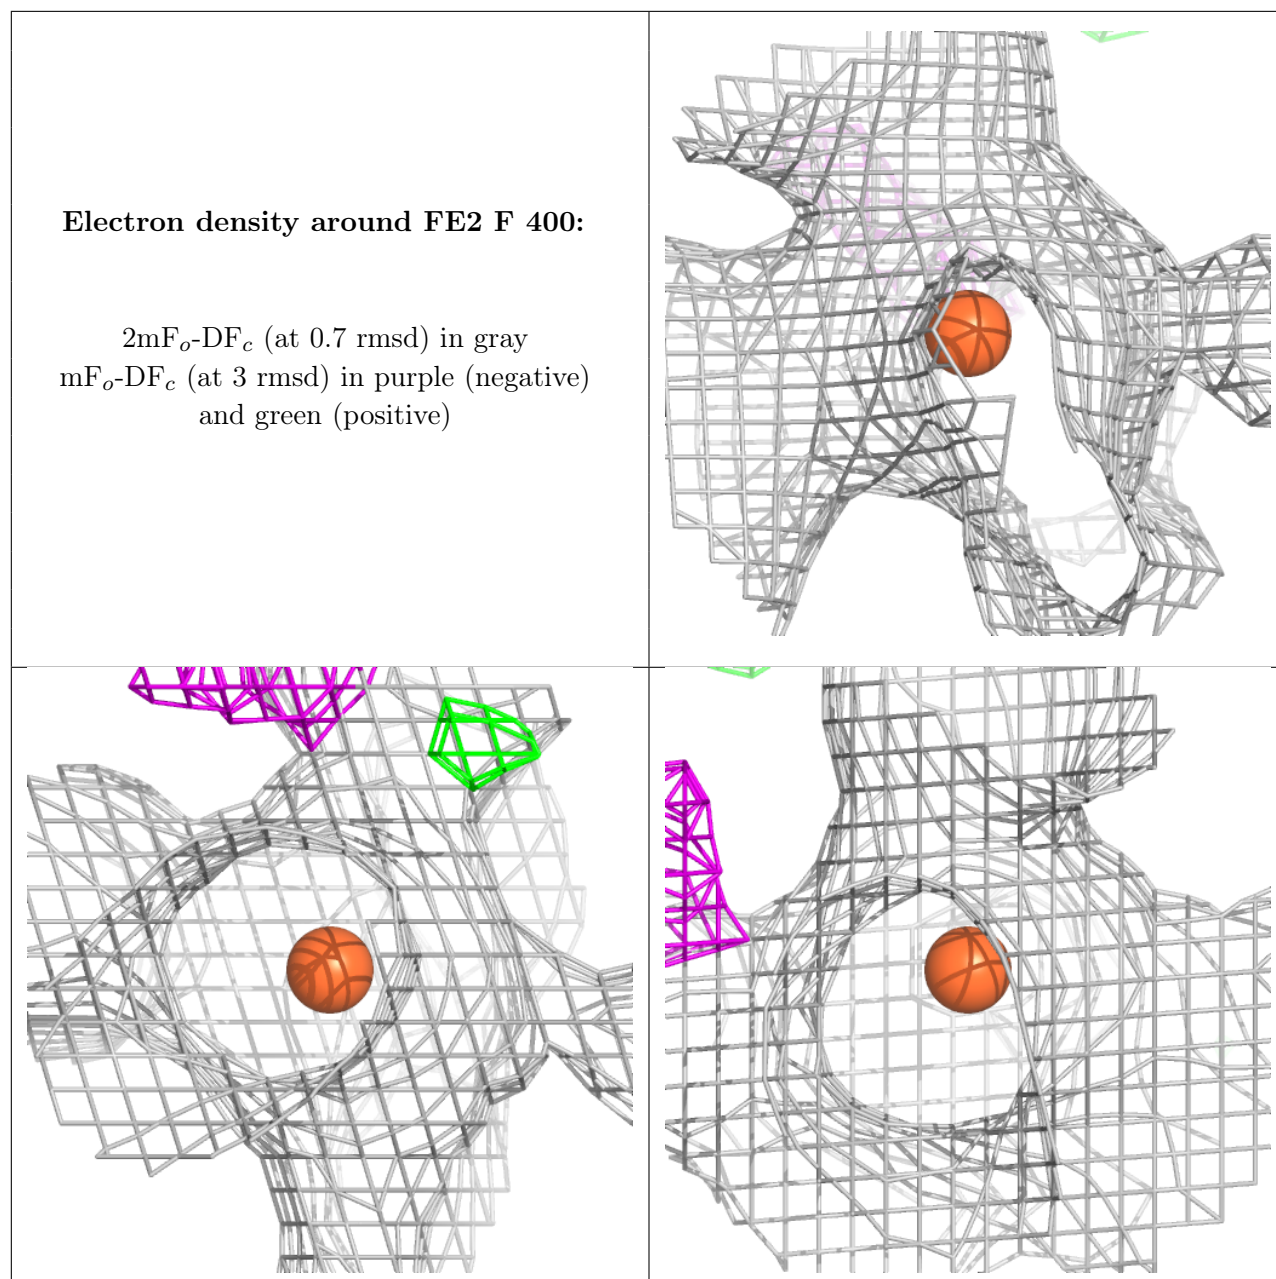 Electron density around FE2 F 400:
2mFo-DFc (at 0.7 rmsd) in gray
mFo-DFc (at 3 rmsd) in purple (negative)
and green (positive)